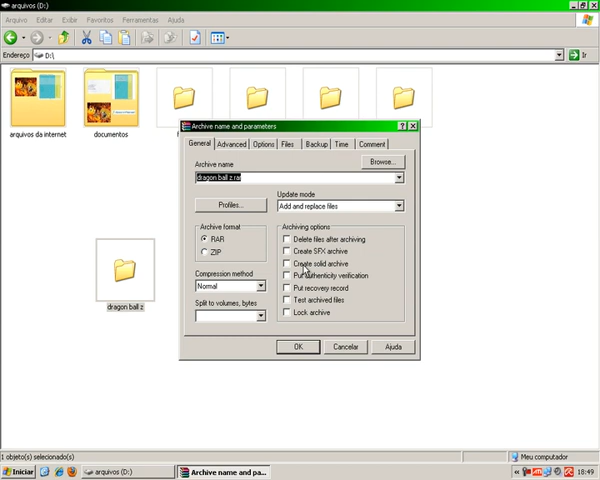 arquivos (D:)
Arquivo Editar Exibir Favoritos Ferramentas Ajuda
Endereço D:\ Ir
arquivos da internet
documentos
Archive name and parameters
General Advanced Options Files Backup Time Comment
Archive name
Browse...
dragon ball z.rar
Update mode
Profiles...
Add and replace files
Archive format
RAR
ZIP
Compression method
Normal
Split to volumes, bytes
Archiving options
Delete files after archiving
Create SFX archive
Create solid archive
Put authenticity verification
Put recovery record
Test archived files
Lock archive
OK Cancelar Ajuda
dragon ball z
1 objeto(s) selecionado(s) Meu computador
Iniciar arquivos (D:) Archive name and pa... 18:49